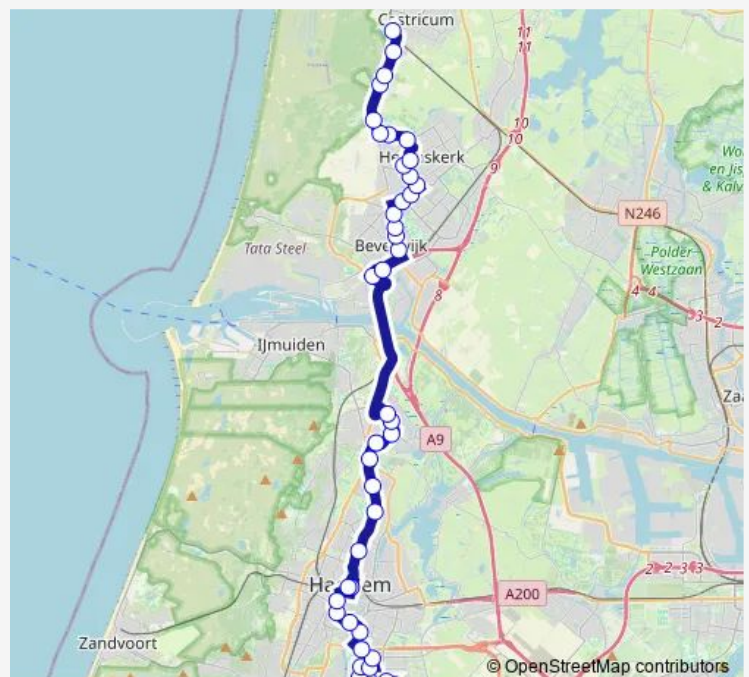 Castricum
11
11
10
10
Heemskerk
9
Wo
en Jis
& Kalv
N246
Tata Steel
Beverwijk
Polder
Westzaan
8
4 4
3 2
IJmuiden
Zaa
A9
Haarlem
2 2 3 3
A200
Zandvoort
© OpenStreetMap contributors